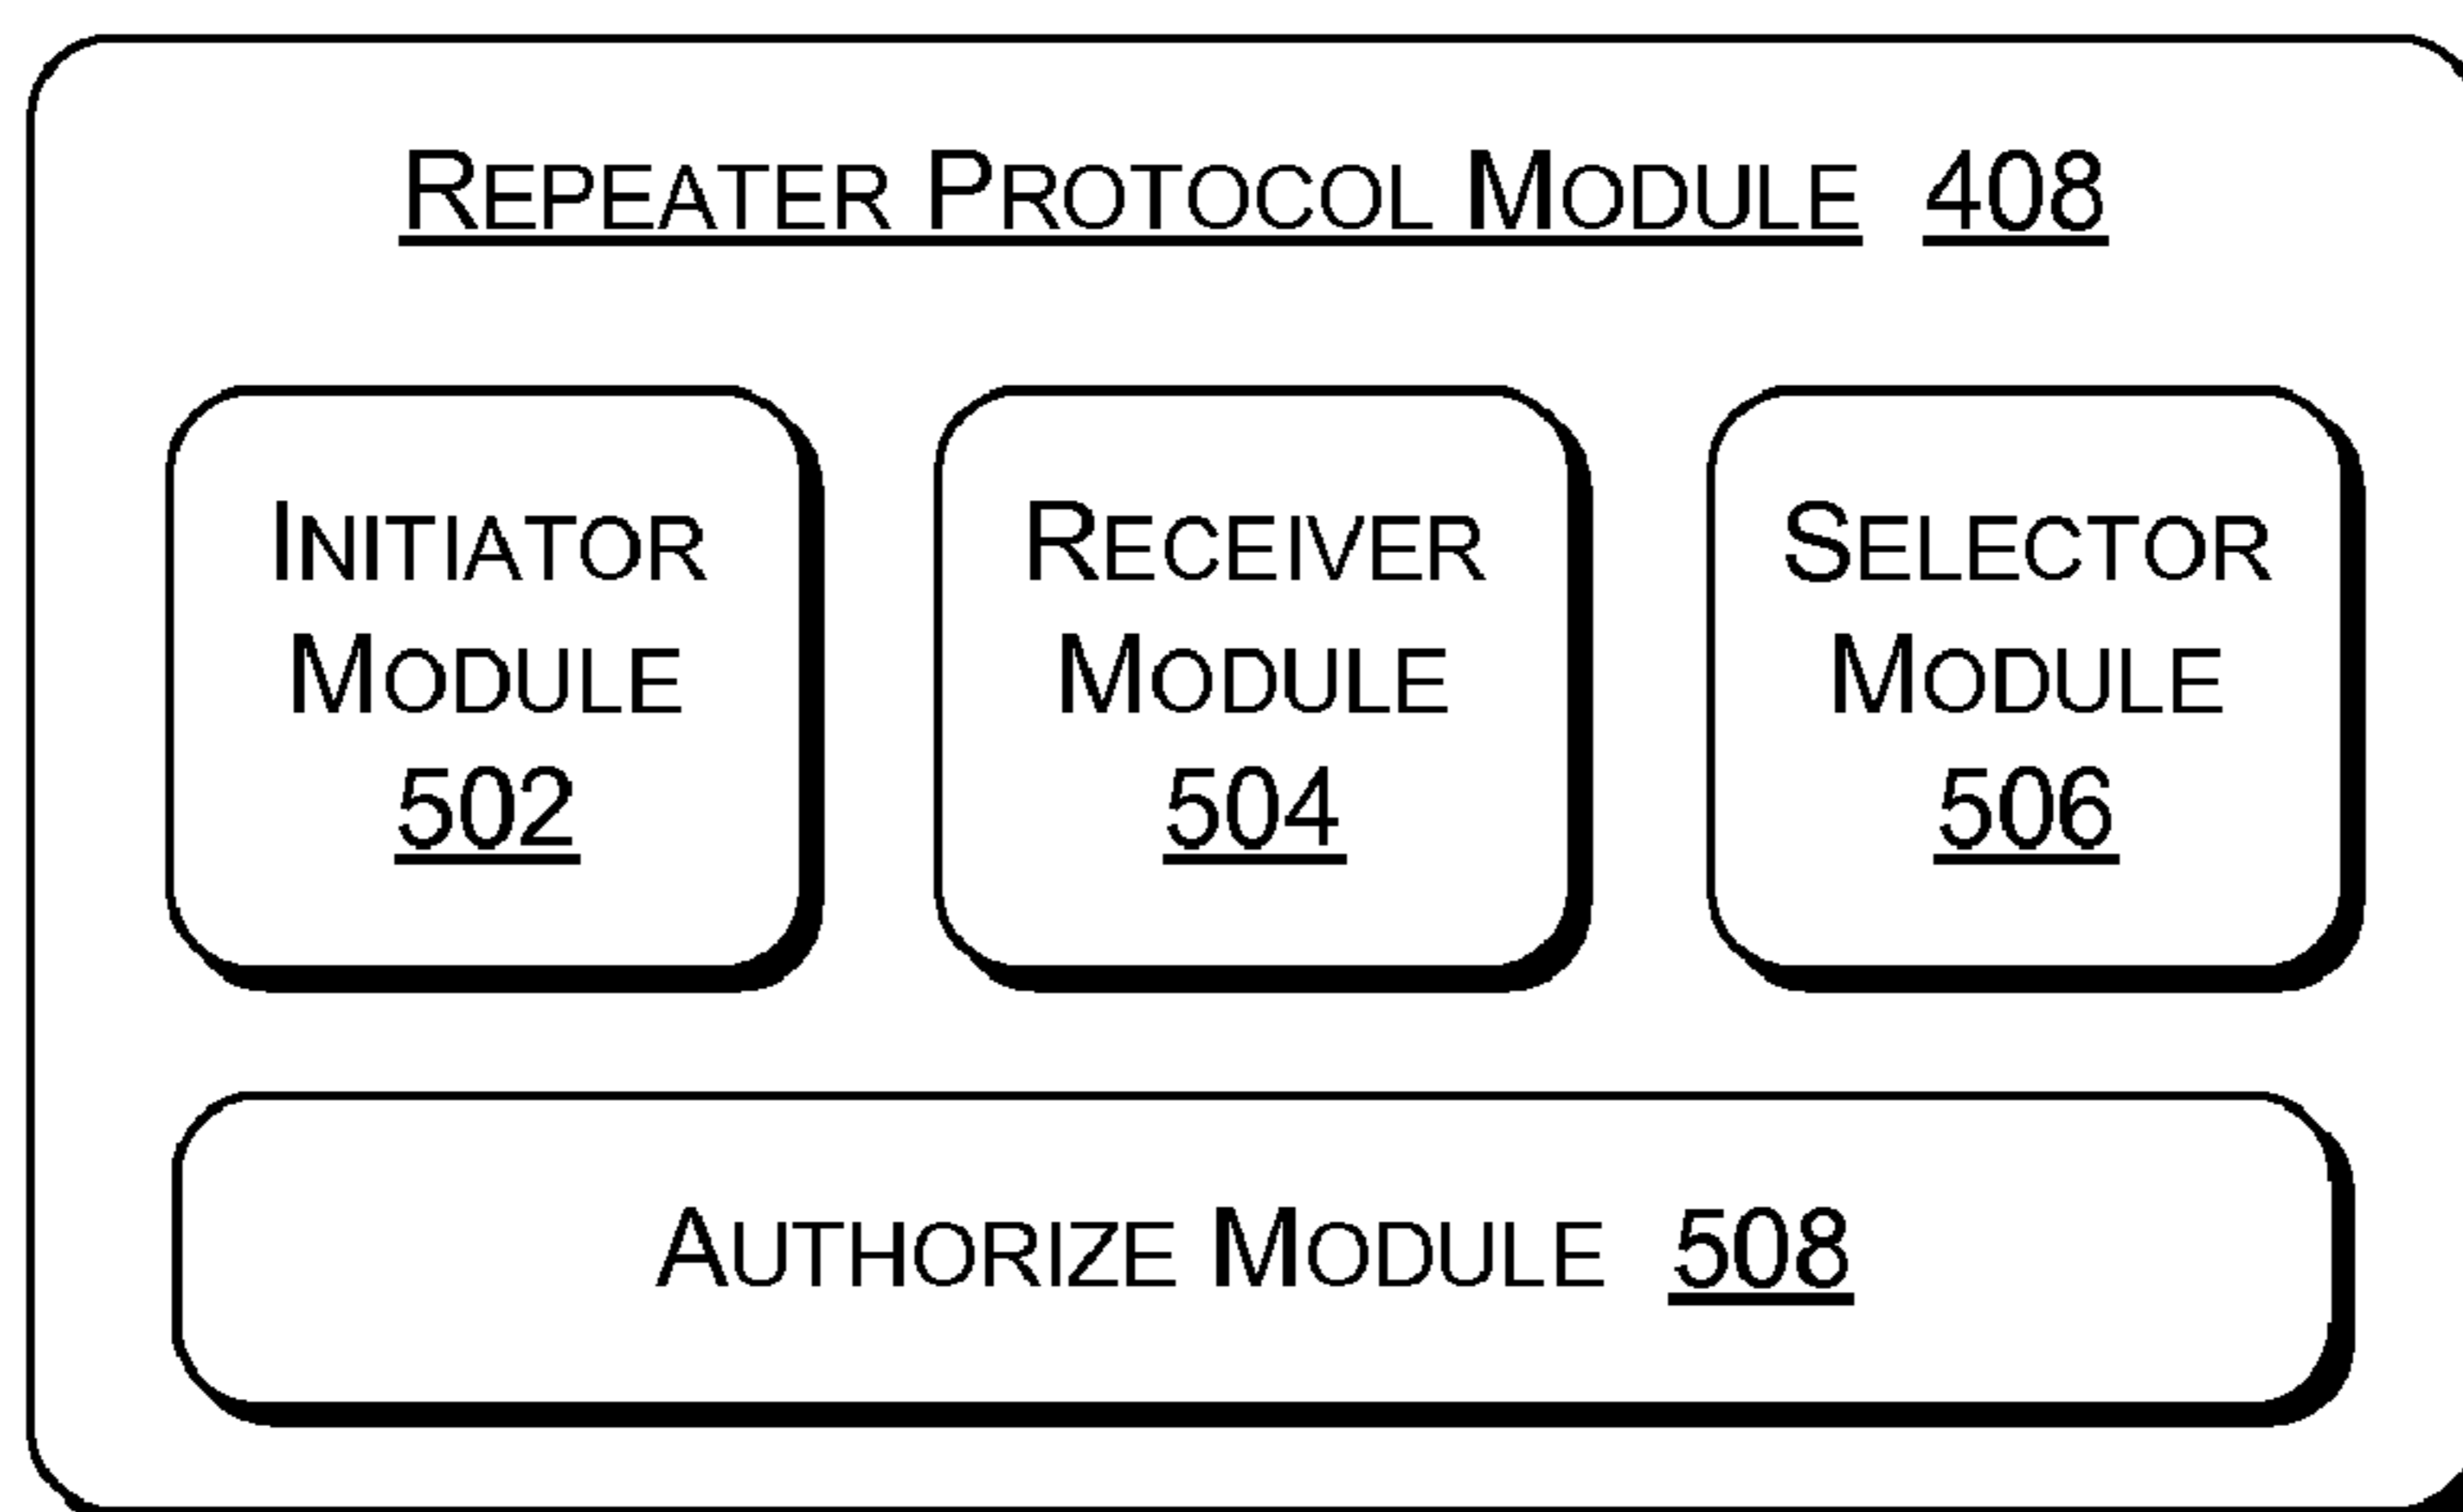 REPEATER PROTOCOL MODULE 408
INITIATOR
MODULE
502
RECEIVER
MODULE
504
SELECTOR
MODULE
506
AUTHORIZE MODULE 508